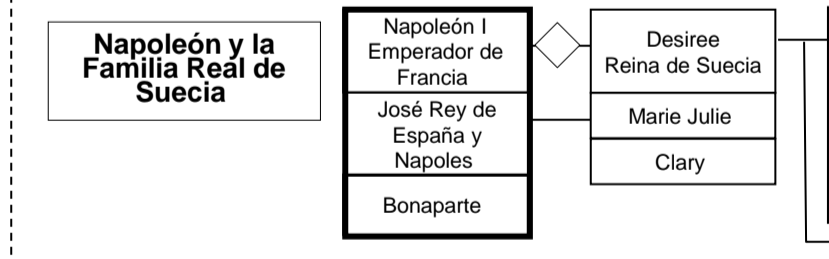 Napoleón y la
Familia Real de
Suecia
Napoleón I
Emperador de
Francia
José Rey de
España y
Napoles
Bonaparte
Desiree
Reina de Suecia
Marie Julie
Clary